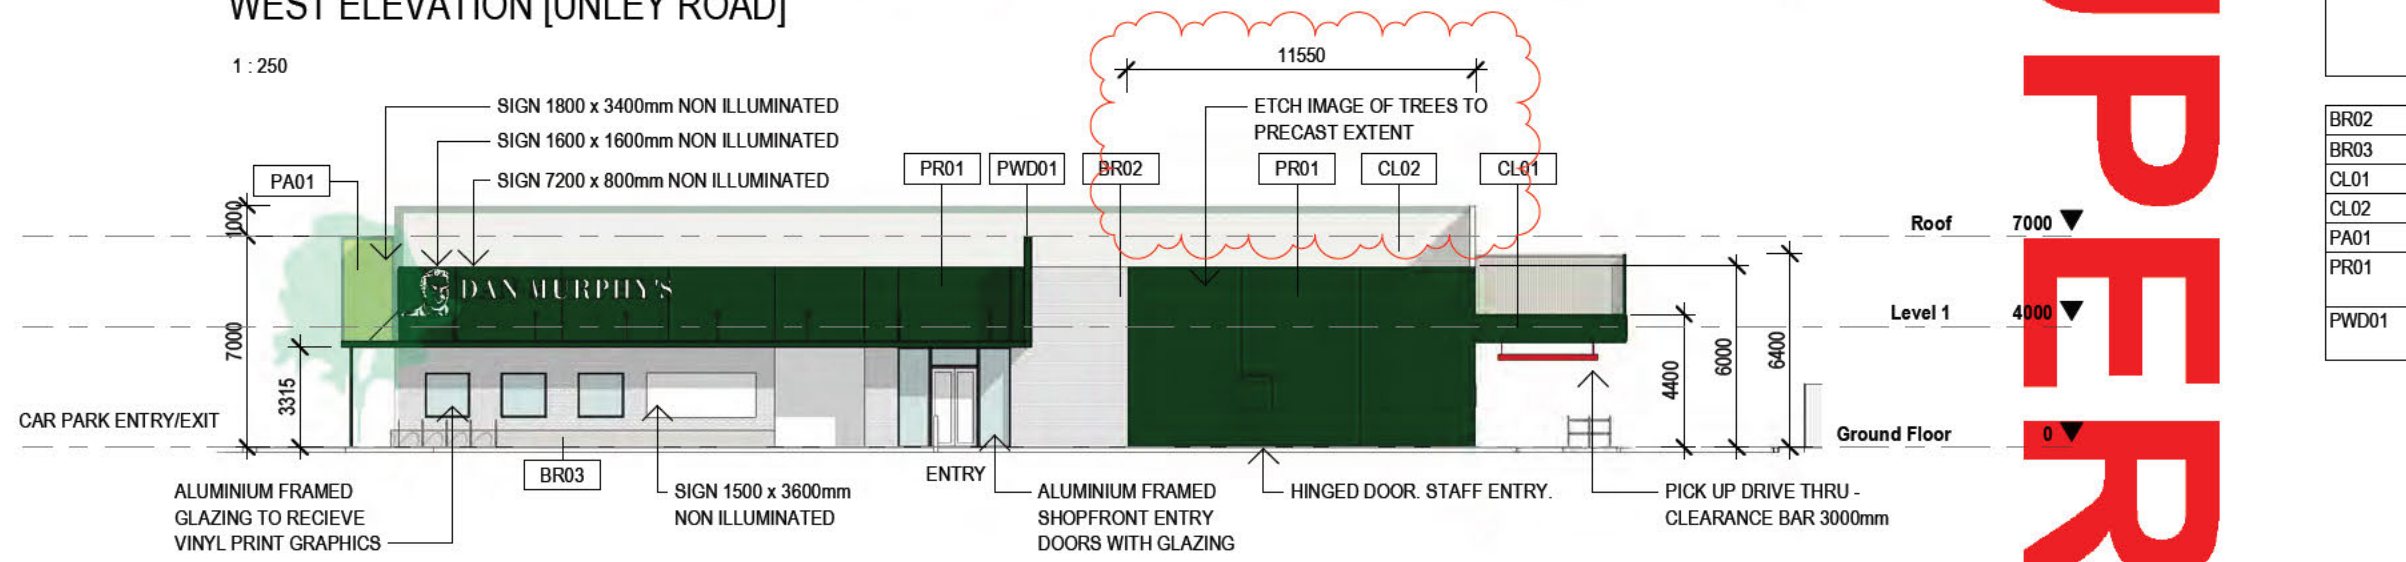 WEST ELEVATION [UNLEY ROAD]
1 : 250
11550
SIGN 1800 x 3400mm NON ILLUMINATED
SIGN 1600 x 1600mm NON ILLUMINATED
SIGN 7200 x 800mm NON ILLUMINATED
ETCH IMAGE OF TREES TO
PRECAST EXTENT
PA01
PR01
PWD01
BR02
PR01
CL02
CL01
1000
7000
3315
DAN MURPHY'S
4400
6000
6400
Roof 7000
Level 1 4000
Ground Floor 0
CAR PARK ENTRY/EXIT
BR03
ENTRY
ALUMINIUM FRAMED
GLAZING TO RECIEVE
VINYL PRINT GRAPHICS
SIGN 1500 x 3600mm
NON ILLUMINATED
ALUMINIUM FRAMED
SHOPFRONT ENTRY
DOORS WITH GLAZING
HINGED DOOR. STAFF ENTRY.
PICK UP DRIVE THRU -
CLEARANCE BAR 3000mm
UPER
BR02
BR03
CL01
CL02
PA01
PR01
PWD01